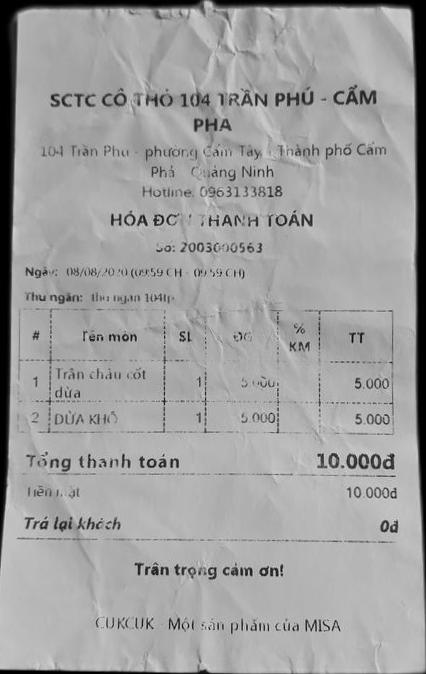 SCTC CÔ THỎ 104 TRẦN PHÚ - CẨM
PHẢ
104 Trần Phú - phường Cẩm Tây, Thành phố Cẩm
Phả Quảng Ninh
Hotline: 0963133818
HÓA ĐƠN THANH TOÁN
Số: 2003000563
Ngày: 08/08/2020 (09:59 CH - 09:59 CH)
Thu ngân: thu ngan 104tp
# Tên món SL ĐG % KM TT
1 Trân châu cốt dừa 1 5.000 5.000
2 DỪA KHÔ 1 5.000 5.000
Tổng thanh toán 10.000đ
Tiền mặt 10.000đ
Trả lại khách 0đ
Trân trọng cảm ơn!
CUKCUK - Một sản phẩm của MISA